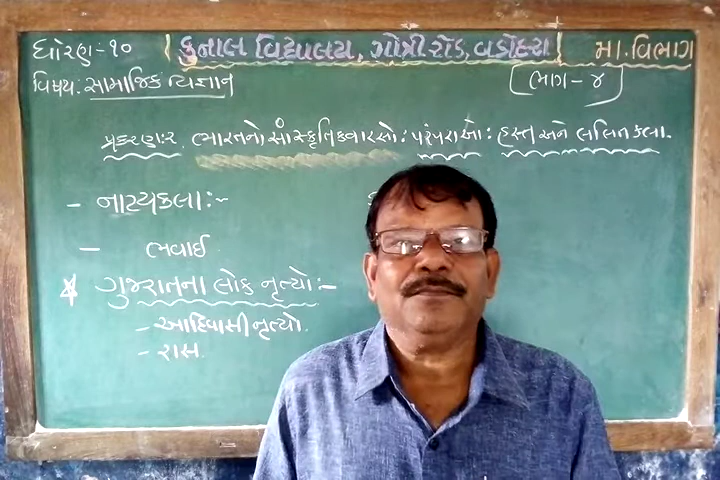 ધોરણ-૧૦
કુનાલ વિદ્યાલય, ગોત્રી રોડ, વડોદરા
મા. વિભાગ
વિષય: સામાજિક વિજ્ઞાન
(ભાગ-૪)
પ્રકરણ:૨. ભારતનો સાંસ્કૃતિક વારસો: પરંપરાઓ: હસ્ત અને લલિતકલા.
- નાટ્યકલા:-
- ભવાઈ
* ગુજરાતના લોક નૃત્યો:-
- આદિવાસી નૃત્યો.
- રાસ.